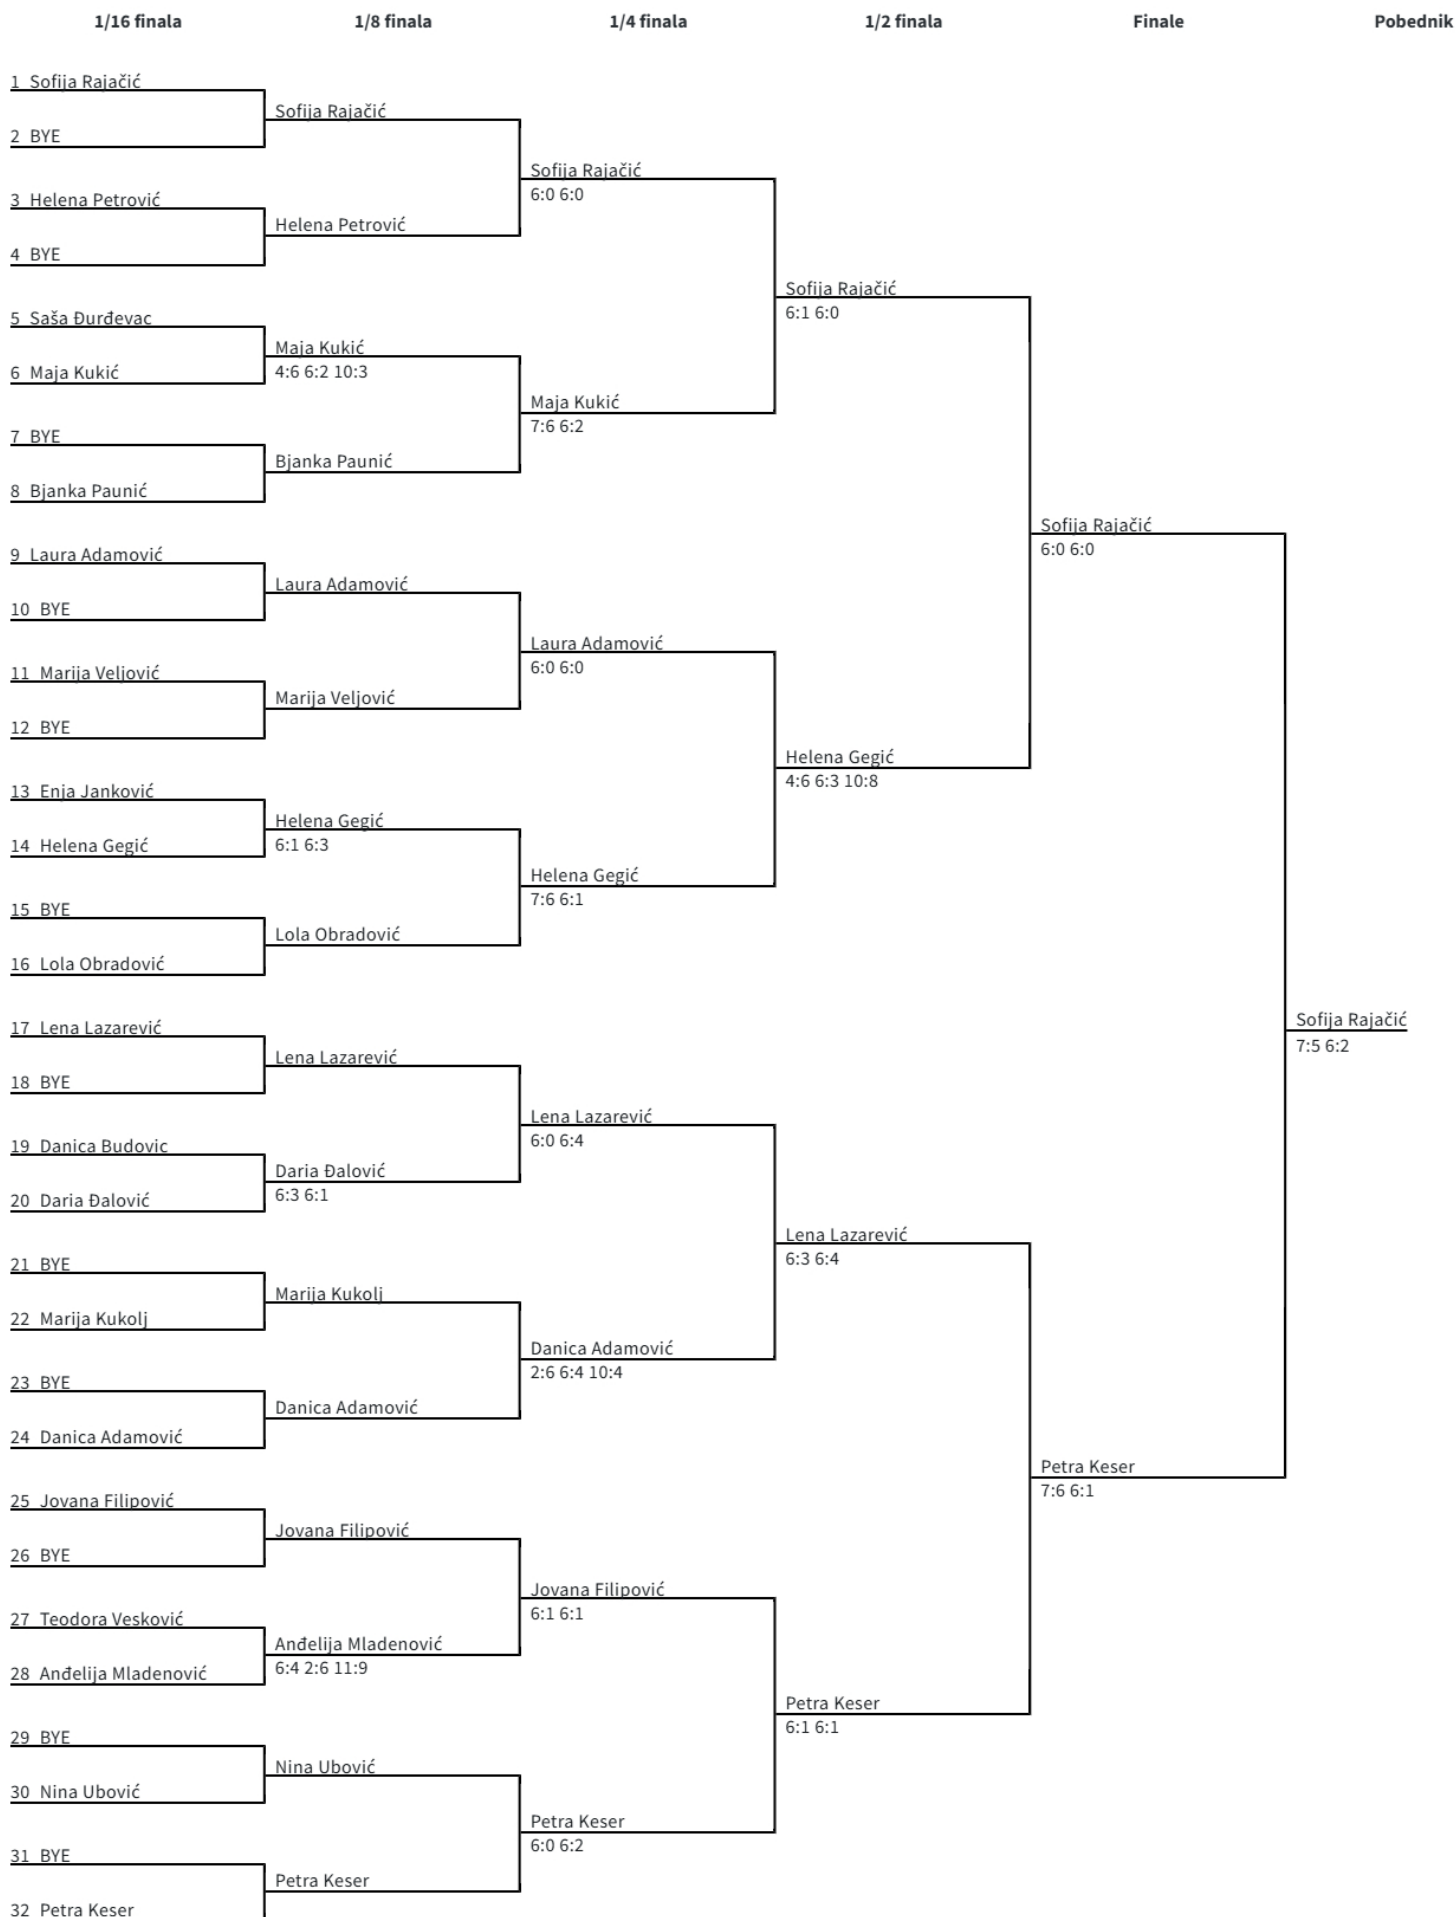 1/16 finala 1/8 finala 1/4 finala 1/2 finala Finale Pobednik
1 Sofija Rajačić
Sofija Rajačić
2 BYE
Sofija Rajačić
6:0 6:0
3 Helena Petrović
Helena Petrović
4 BYE
Sofija Rajačić
6:1 6:0
5 Saša Đurđevac
Maja Kukić
4:6 6:2 10:3
6 Maja Kukić
Maja Kukić
7:6 6:2
7 BYE
Bjanka Paunić
8 Bjanka Paunić
Sofija Rajačić
6:0 6:0
9 Laura Adamović
Laura Adamović
10 BYE
Laura Adamović
6:0 6:0
11 Marija Veljović
Marija Veljović
12 BYE
Helena Gegić
4:6 6:3 10:8
13 Enja Janković
Helena Gegić
6:1 6:3
14 Helena Gegić
Helena Gegić
7:6 6:1
15 BYE
Lola Obradović
16 Lola Obradović
Sofija Rajačić
7:5 6:2
17 Lena Lazarević
Lena Lazarević
18 BYE
Lena Lazarević
6:0 6:4
19 Danica Budovic
Daria Đalović
6:3 6:1
20 Daria Đalović
Lena Lazarević
6:3 6:4
21 BYE
Marija Kukolj
22 Marija Kukolj
Danica Adamović
2:6 6:4 10:4
23 BYE
Danica Adamović
24 Danica Adamović
Petra Keser
7:6 6:1
25 Jovana Filipović
Jovana Filipović
26 BYE
Jovana Filipović
6:1 6:1
27 Teodora Vesković
Anđelija Mladenović
6:4 2:6 11:9
28 Anđelija Mladenović
Petra Keser
6:1 6:1
29 BYE
Nina Ubović
30 Nina Ubović
Petra Keser
6:0 6:2
31 BYE
Petra Keser
32 Petra Keser